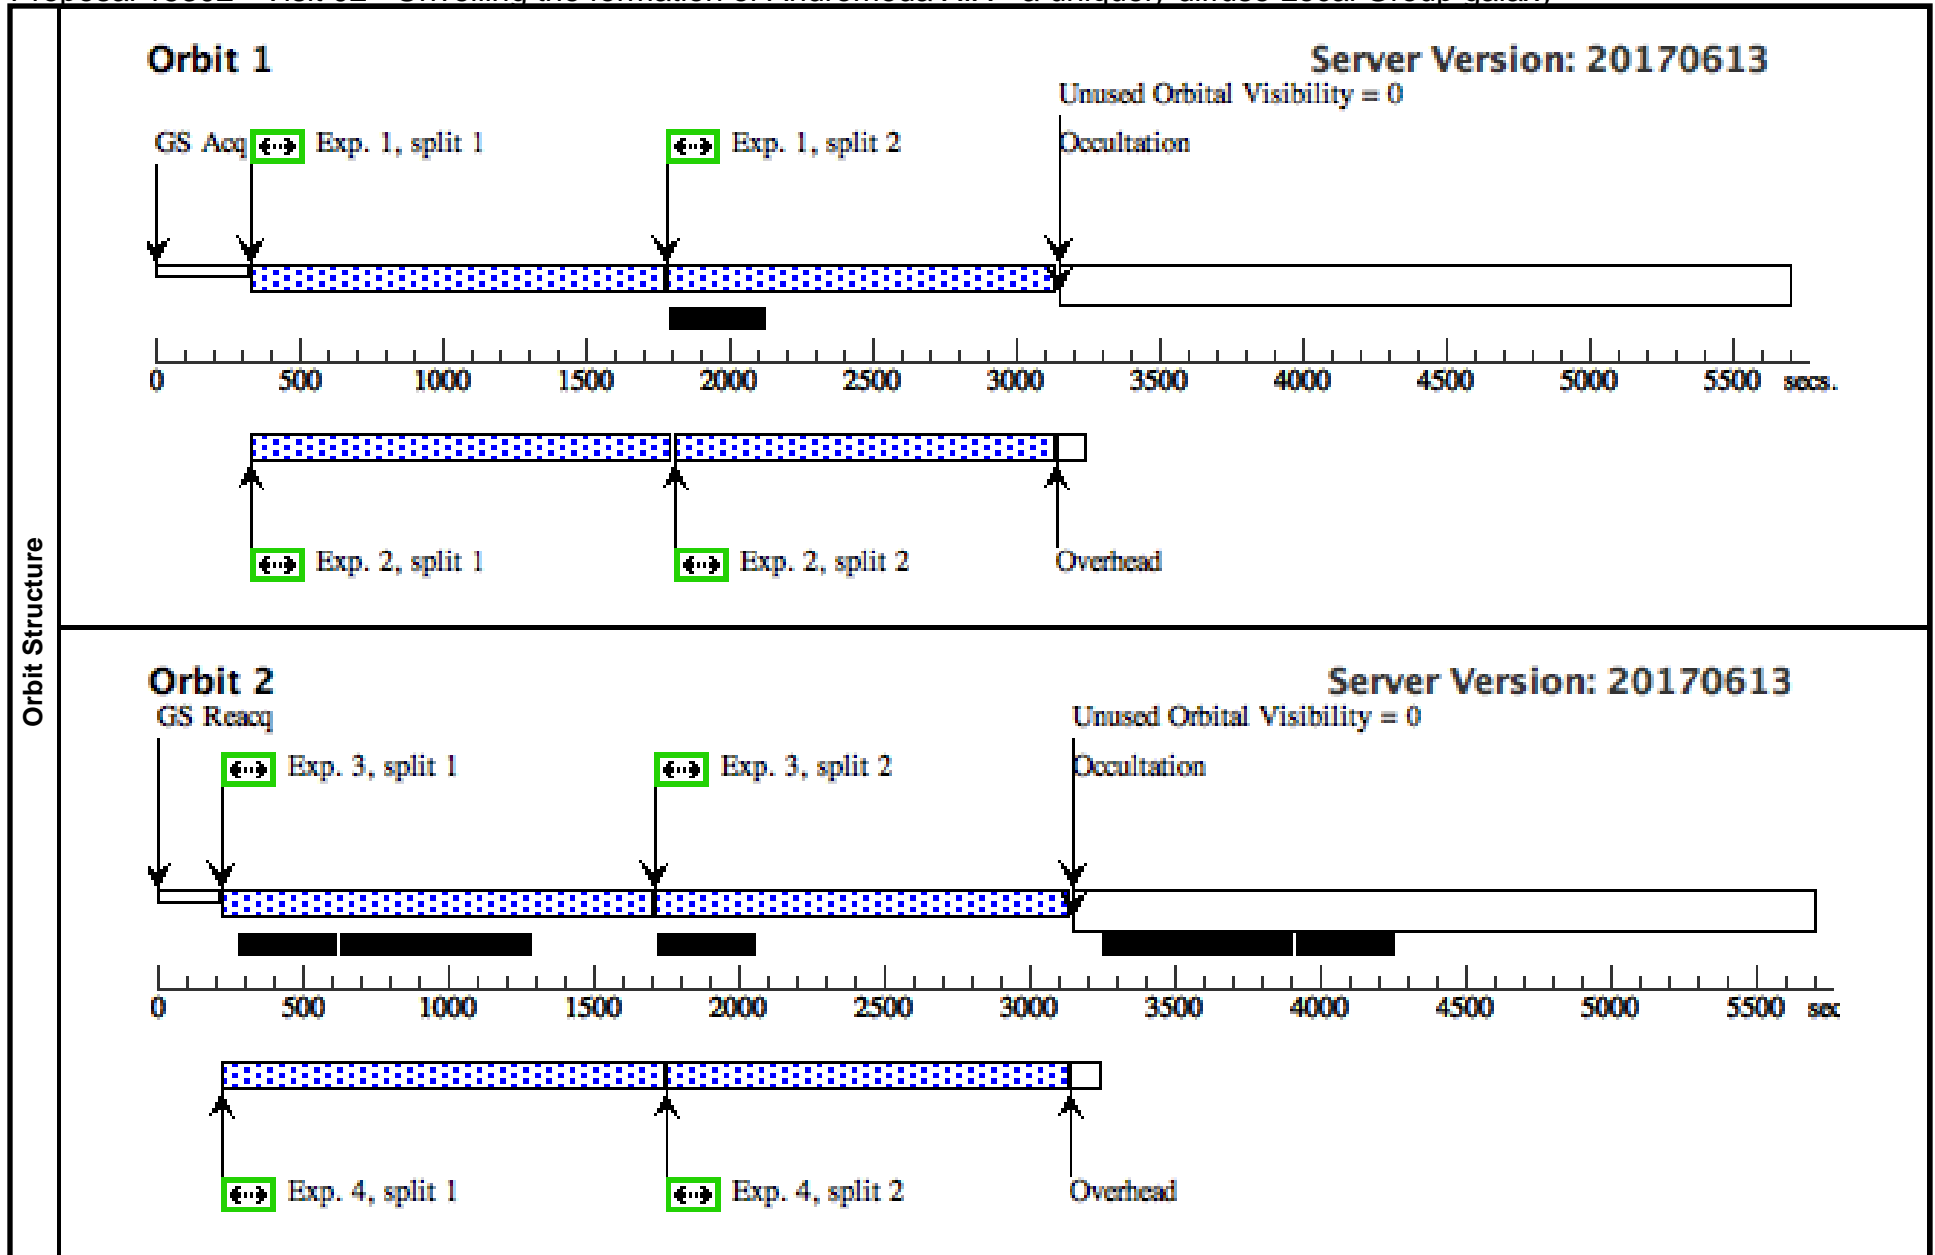 Orbit 1
Server Version: 20170613
Unused Orbital Visibility = 0
GS Acq Exp. 1, split 1 Exp. 1, split 2 Occultation
0 500 1000 1500 2000 2500 3000 3500 4000 4500 5000 5500 secs.
Exp. 2, split 1 Exp. 2, split 2 Overhead
Orbit Structure
Orbit 2
Server Version: 20170613
GS Reacq Unused Orbital Visibility = 0
Exp. 3, split 1 Exp. 3, split 2 Occultation
0 500 1000 1500 2000 2500 3000 3500 4000 4500 5000 5500 sec
Exp. 4, split 1 Exp. 4, split 2 Overhead